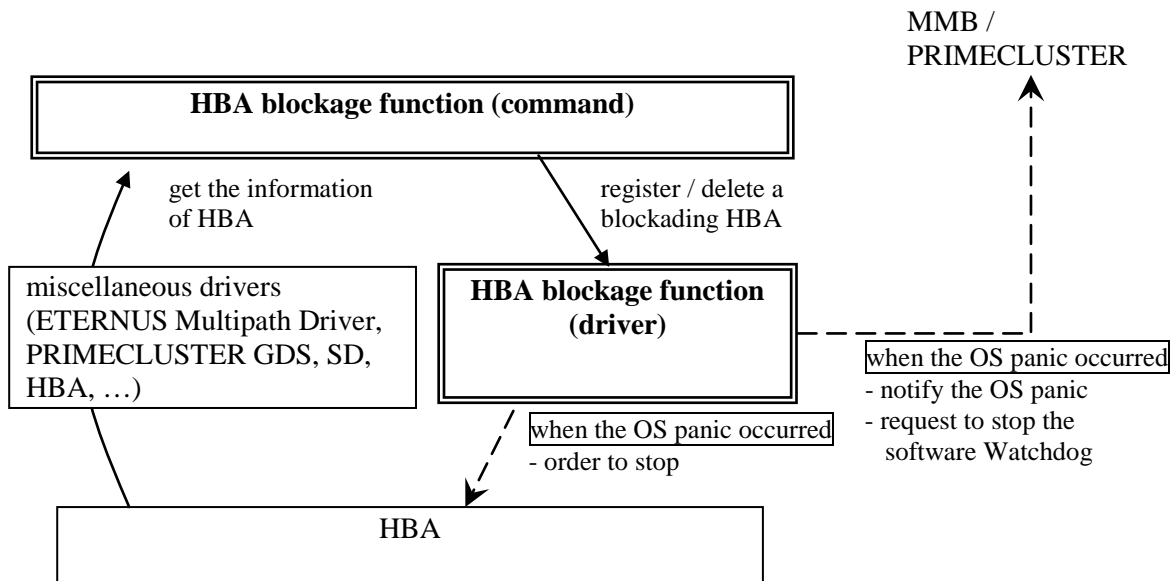 MMB /
PRIMECLUSTER
HBA blockage function (command)
get the information
of HBA
register / delete a
blockading HBA
miscellaneous drivers
(ETERNUS Multipath Driver,
PRIMECLUSTER GDS, SD,
HBA, …)
HBA blockage function
(driver)
when the OS panic occurred
- notify the OS panic
- request to stop the
software Watchdog
when the OS panic occurred
- order to stop
HBA